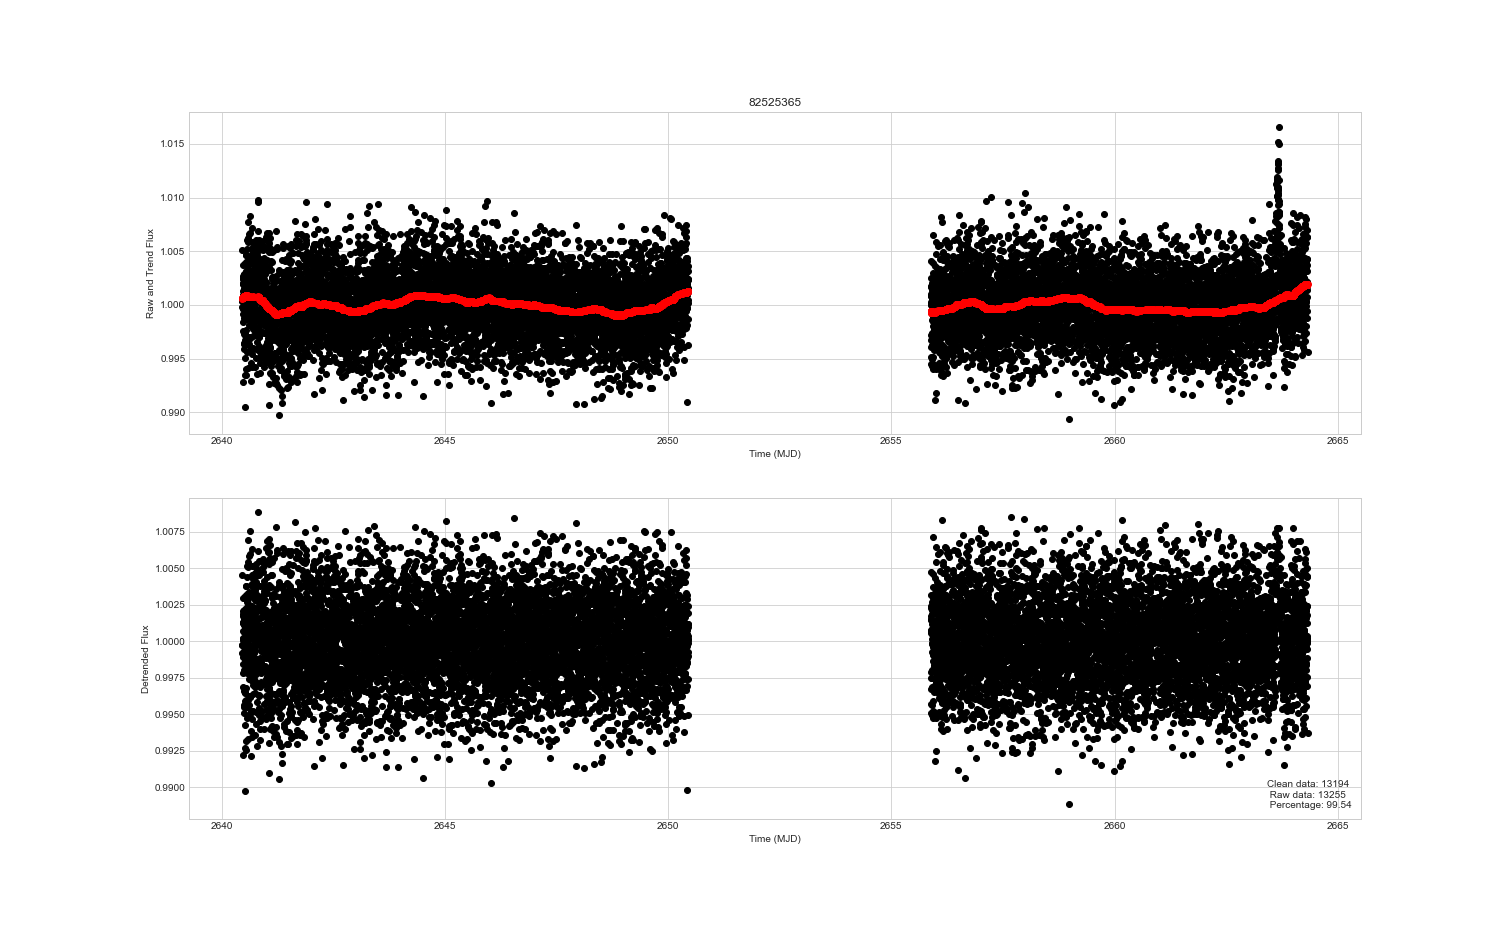 82525365
1.015
1.010
1.005
1.000
0.995
0.990
Raw and Trend Flux
2640 2645 2650 2655 2660 2665
Time (MJD)
1.0075
1.0050
1.0025
1.0000
0.9975
0.9950
0.9925
0.9900
Detrended Flux
Clean data: 13194
Raw data: 13255
Percentage: 99.54
2640 2645 2650 2655 2660 2665
Time (MJD)